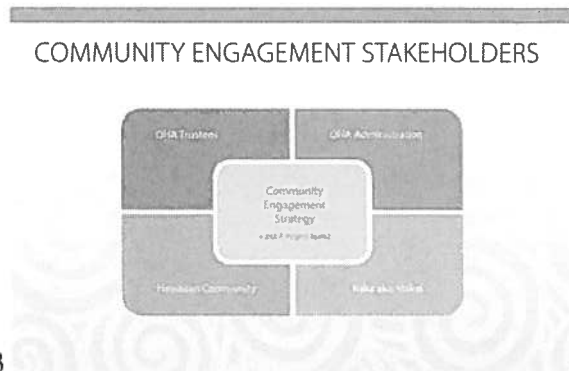 COMMUNITY ENGAGEMENT STAKEHOLDERS
OHA Trustees
OHA Administration
Community
Engagement
Strategy
Hawaiian Community